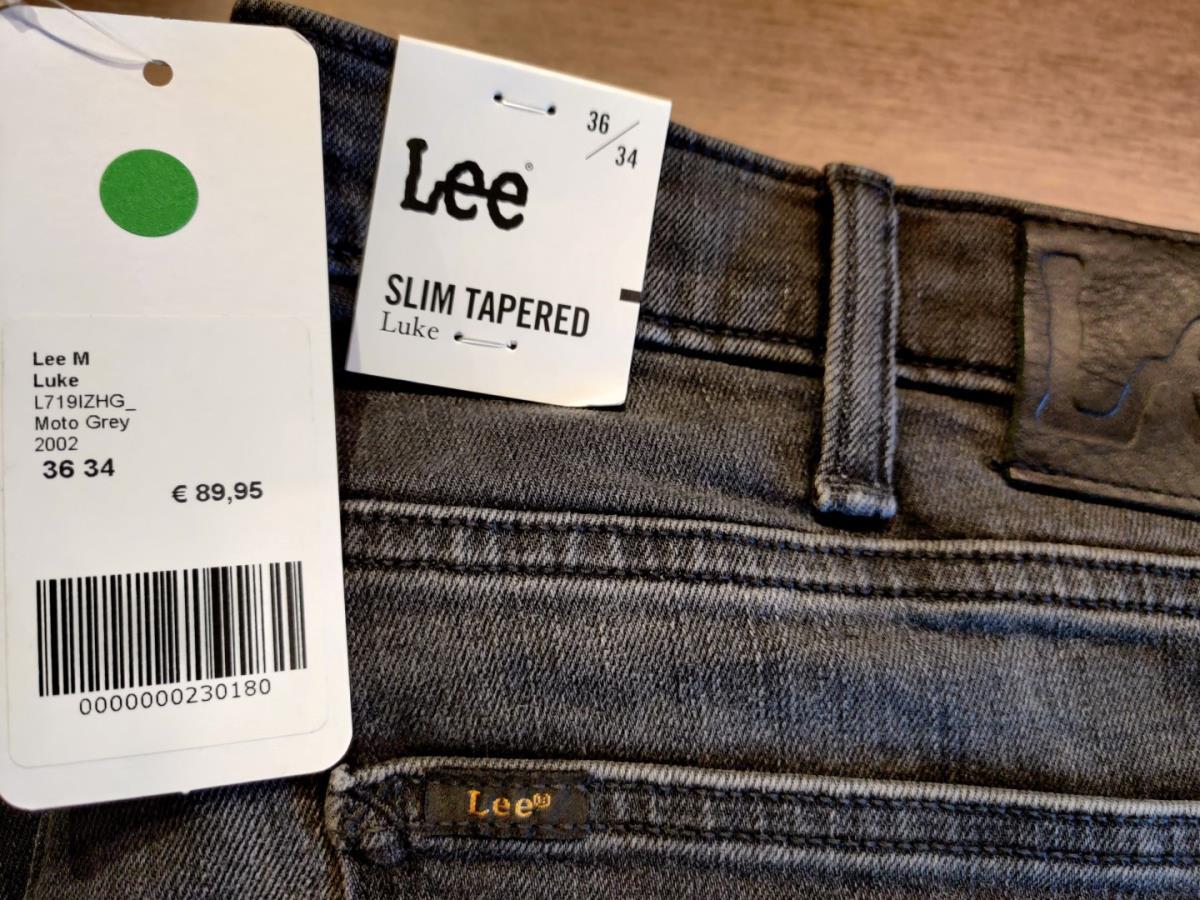 Lee M
Luke
L719IZHG_
Moto Grey
2002
36 34
€ 89,95
0000000230180
36
34
Lee®
SLIM TAPERED
Luke
Lee®